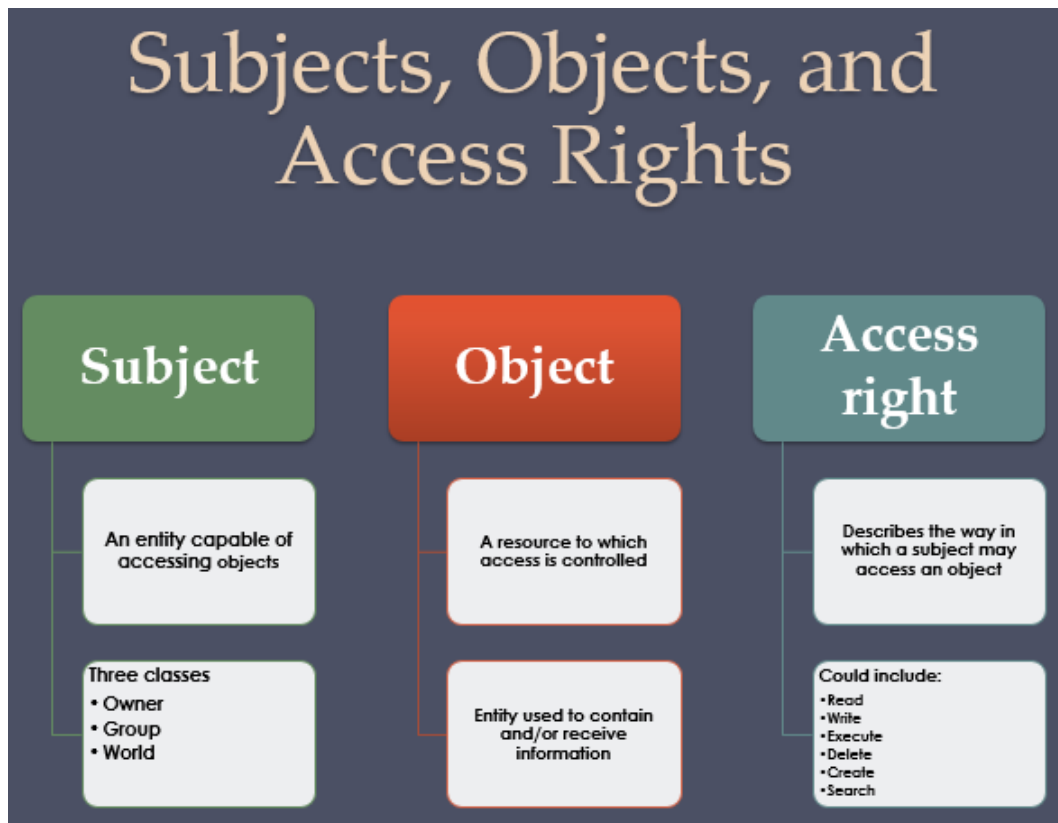 Subjects, Objects, and
Access Rights
Subject
An entity capable of
accessing objects
Three classes
• Owner
• Group
• World
Object
A resource to which
access is controlled
Entity used to contain
and/or receive
information
Access
right
Describes the way in
which a subject may
access an object
Could include:
•Read
•Write
•Execute
•Delete
•Create
•Search